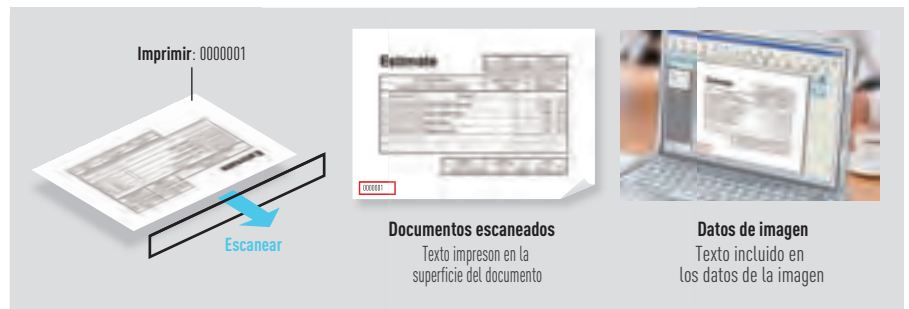 Imprimir: 0000001
Escanear
Estimate
0000001
Documentos escaneados
Texto impreson en la
superficie del documento
Datos de imagen
Texto incluido en
los datos de la imagen